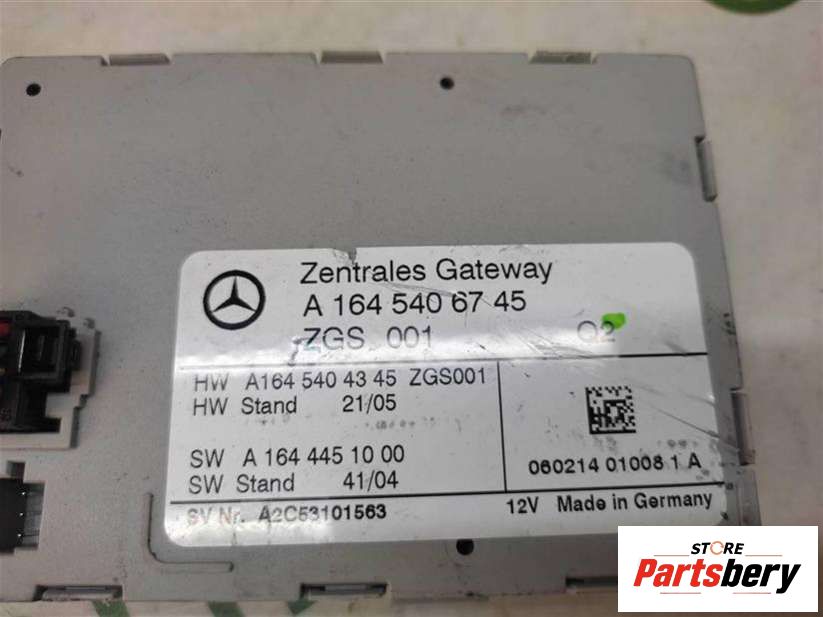 Zentrales Gateway
A 164 540 67 45
ZGS 001 Q2
HW A164 540 43 45 ZGS001
HW Stand 21/05
SW A 164 445 10 00
SW Stand 41/04
060214 01008 1 A
SV Nr. A2C53101563 12V Made in Germany
STORE
Partsbery